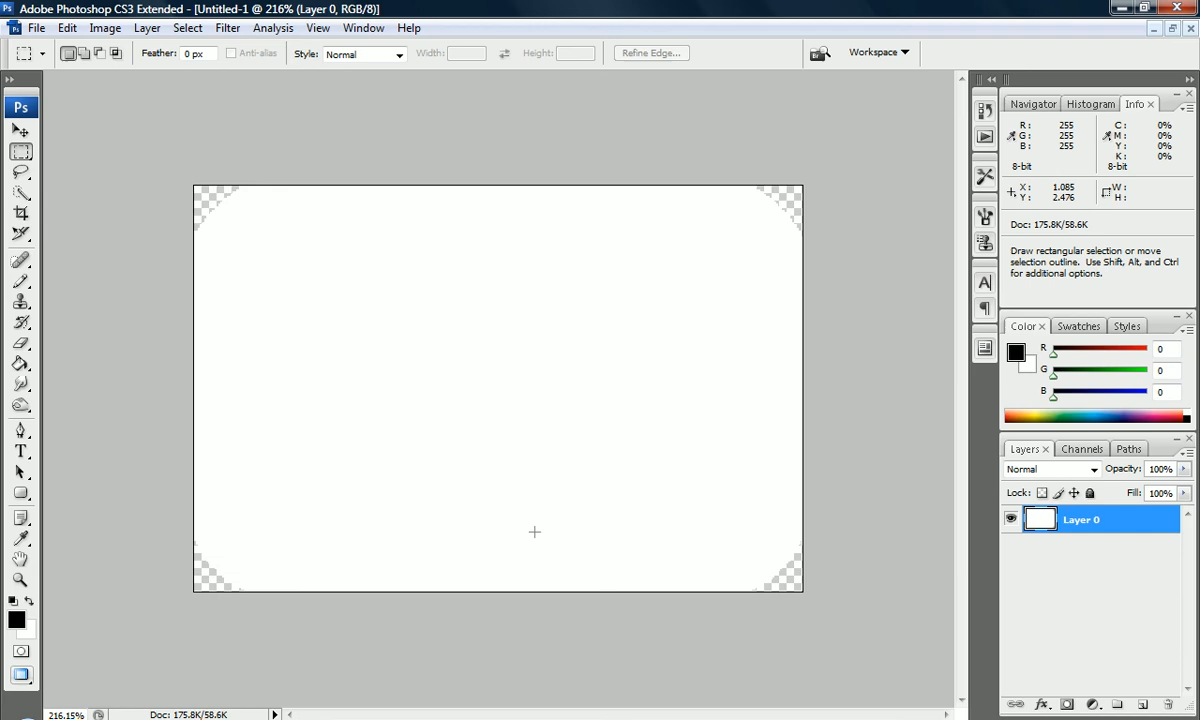 Ps Adobe Photoshop CS3 Extended - [Untitled-1 @ 216% (Layer 0, RGB/8)]
Ps File Edit Image Layer Select Filter Analysis View Window Help
Feather: 0 px Anti-alias Style: Normal Width: Height: Refine Edge... Br Workspace
Ps
T
Navigator Histogram Info
R: 255 C: 0%
G: 255 M: 0%
B: 255 Y: 0%
K: 0%
8-bit 8-bit
X: 1.085 W:
Y: 2.476 H:
Doc: 175.8K/58.6K
Draw rectangular selection or move
selection outline. Use Shift, Alt, and Ctrl
for additional options.
A
Color Swatches Styles
R 0
G 0
B 0
Layers Channels Paths
Normal Opacity: 100%
Lock: Fill: 100%
Layer 0
fx
216.15% Doc: 175.8K/58.6K